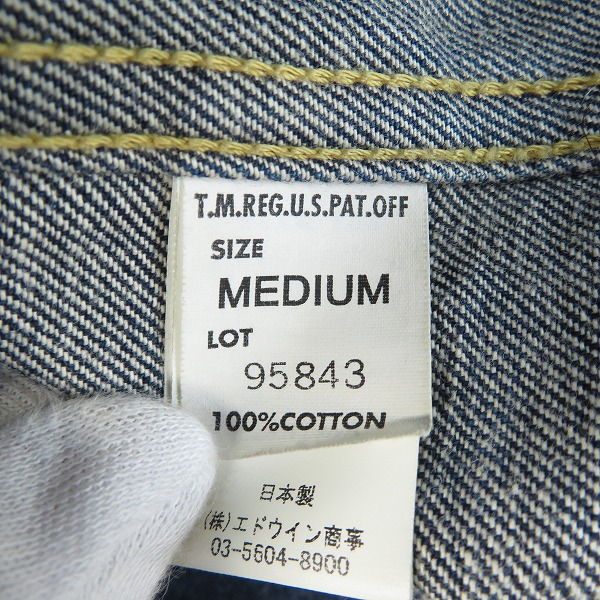 T.M.REG.U.S.PAT.OFF
SIZE
MEDIUM
LOT
95843
100%COTTON
日本製
(株)エドウイン商事
03-5604-8900